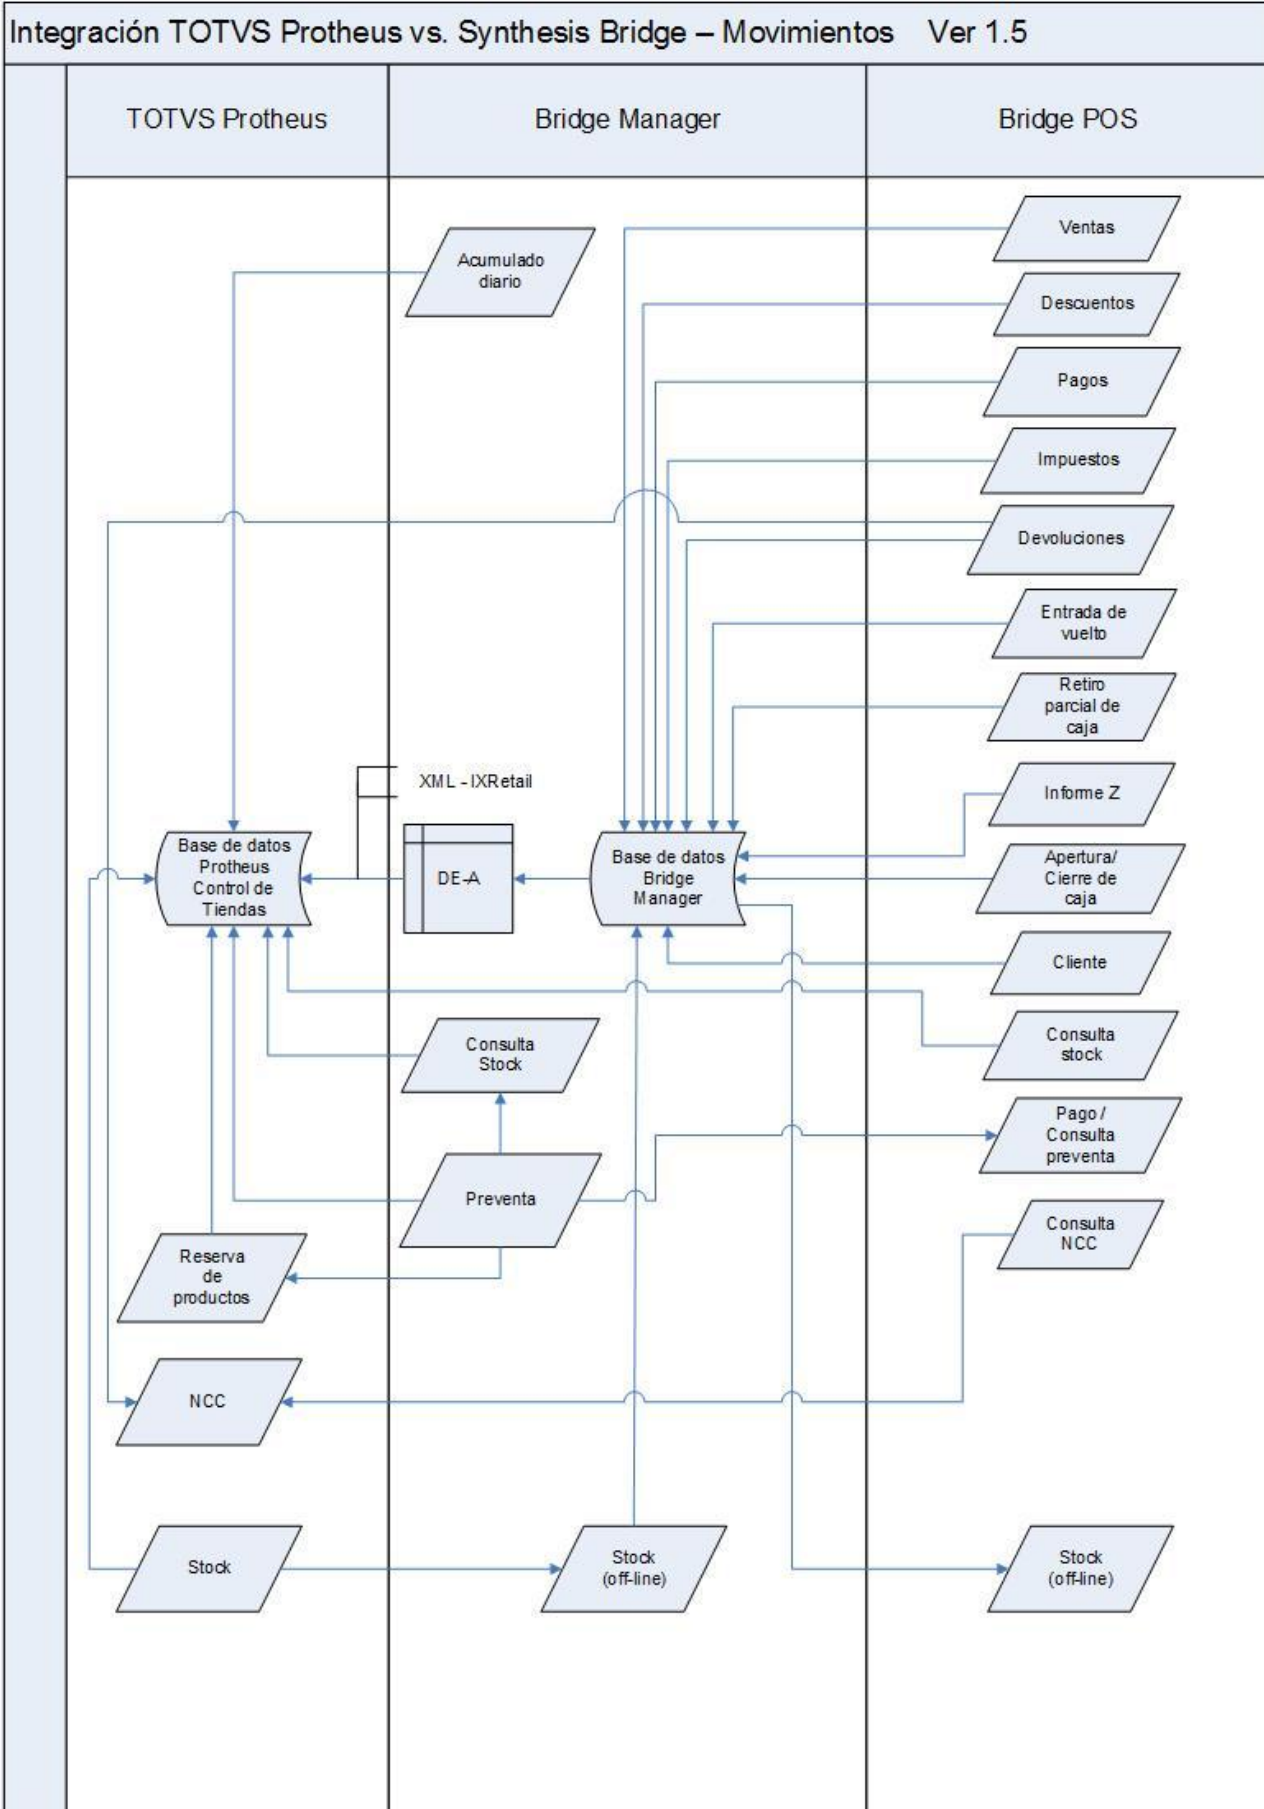 Integración TOTVS Protheus vs. Synthesis Bridge – Movimientos Ver 1.5
TOTVS Protheus
Bridge Manager
Bridge POS
Ventas
Acumulado
diario
Descuentos
Pagos
Impuestos
Devoluciones
Entrada de
vuelto
Retiro
parcial de
caja
XML - IXRetail
Informe Z
Base de datos
Protheus
Control de
Tiendas
DE-A
Base de datos
Bridge
Manager
Apertura/
Cierre de
caja
Cliente
Consulta
Stock
Consulta
stock
Pago /
Consulta
preventa
Preventa
Consulta
NCC
Reserva
de
productos
NCC
Stock
Stock
(off-line)
Stock
(off-line)